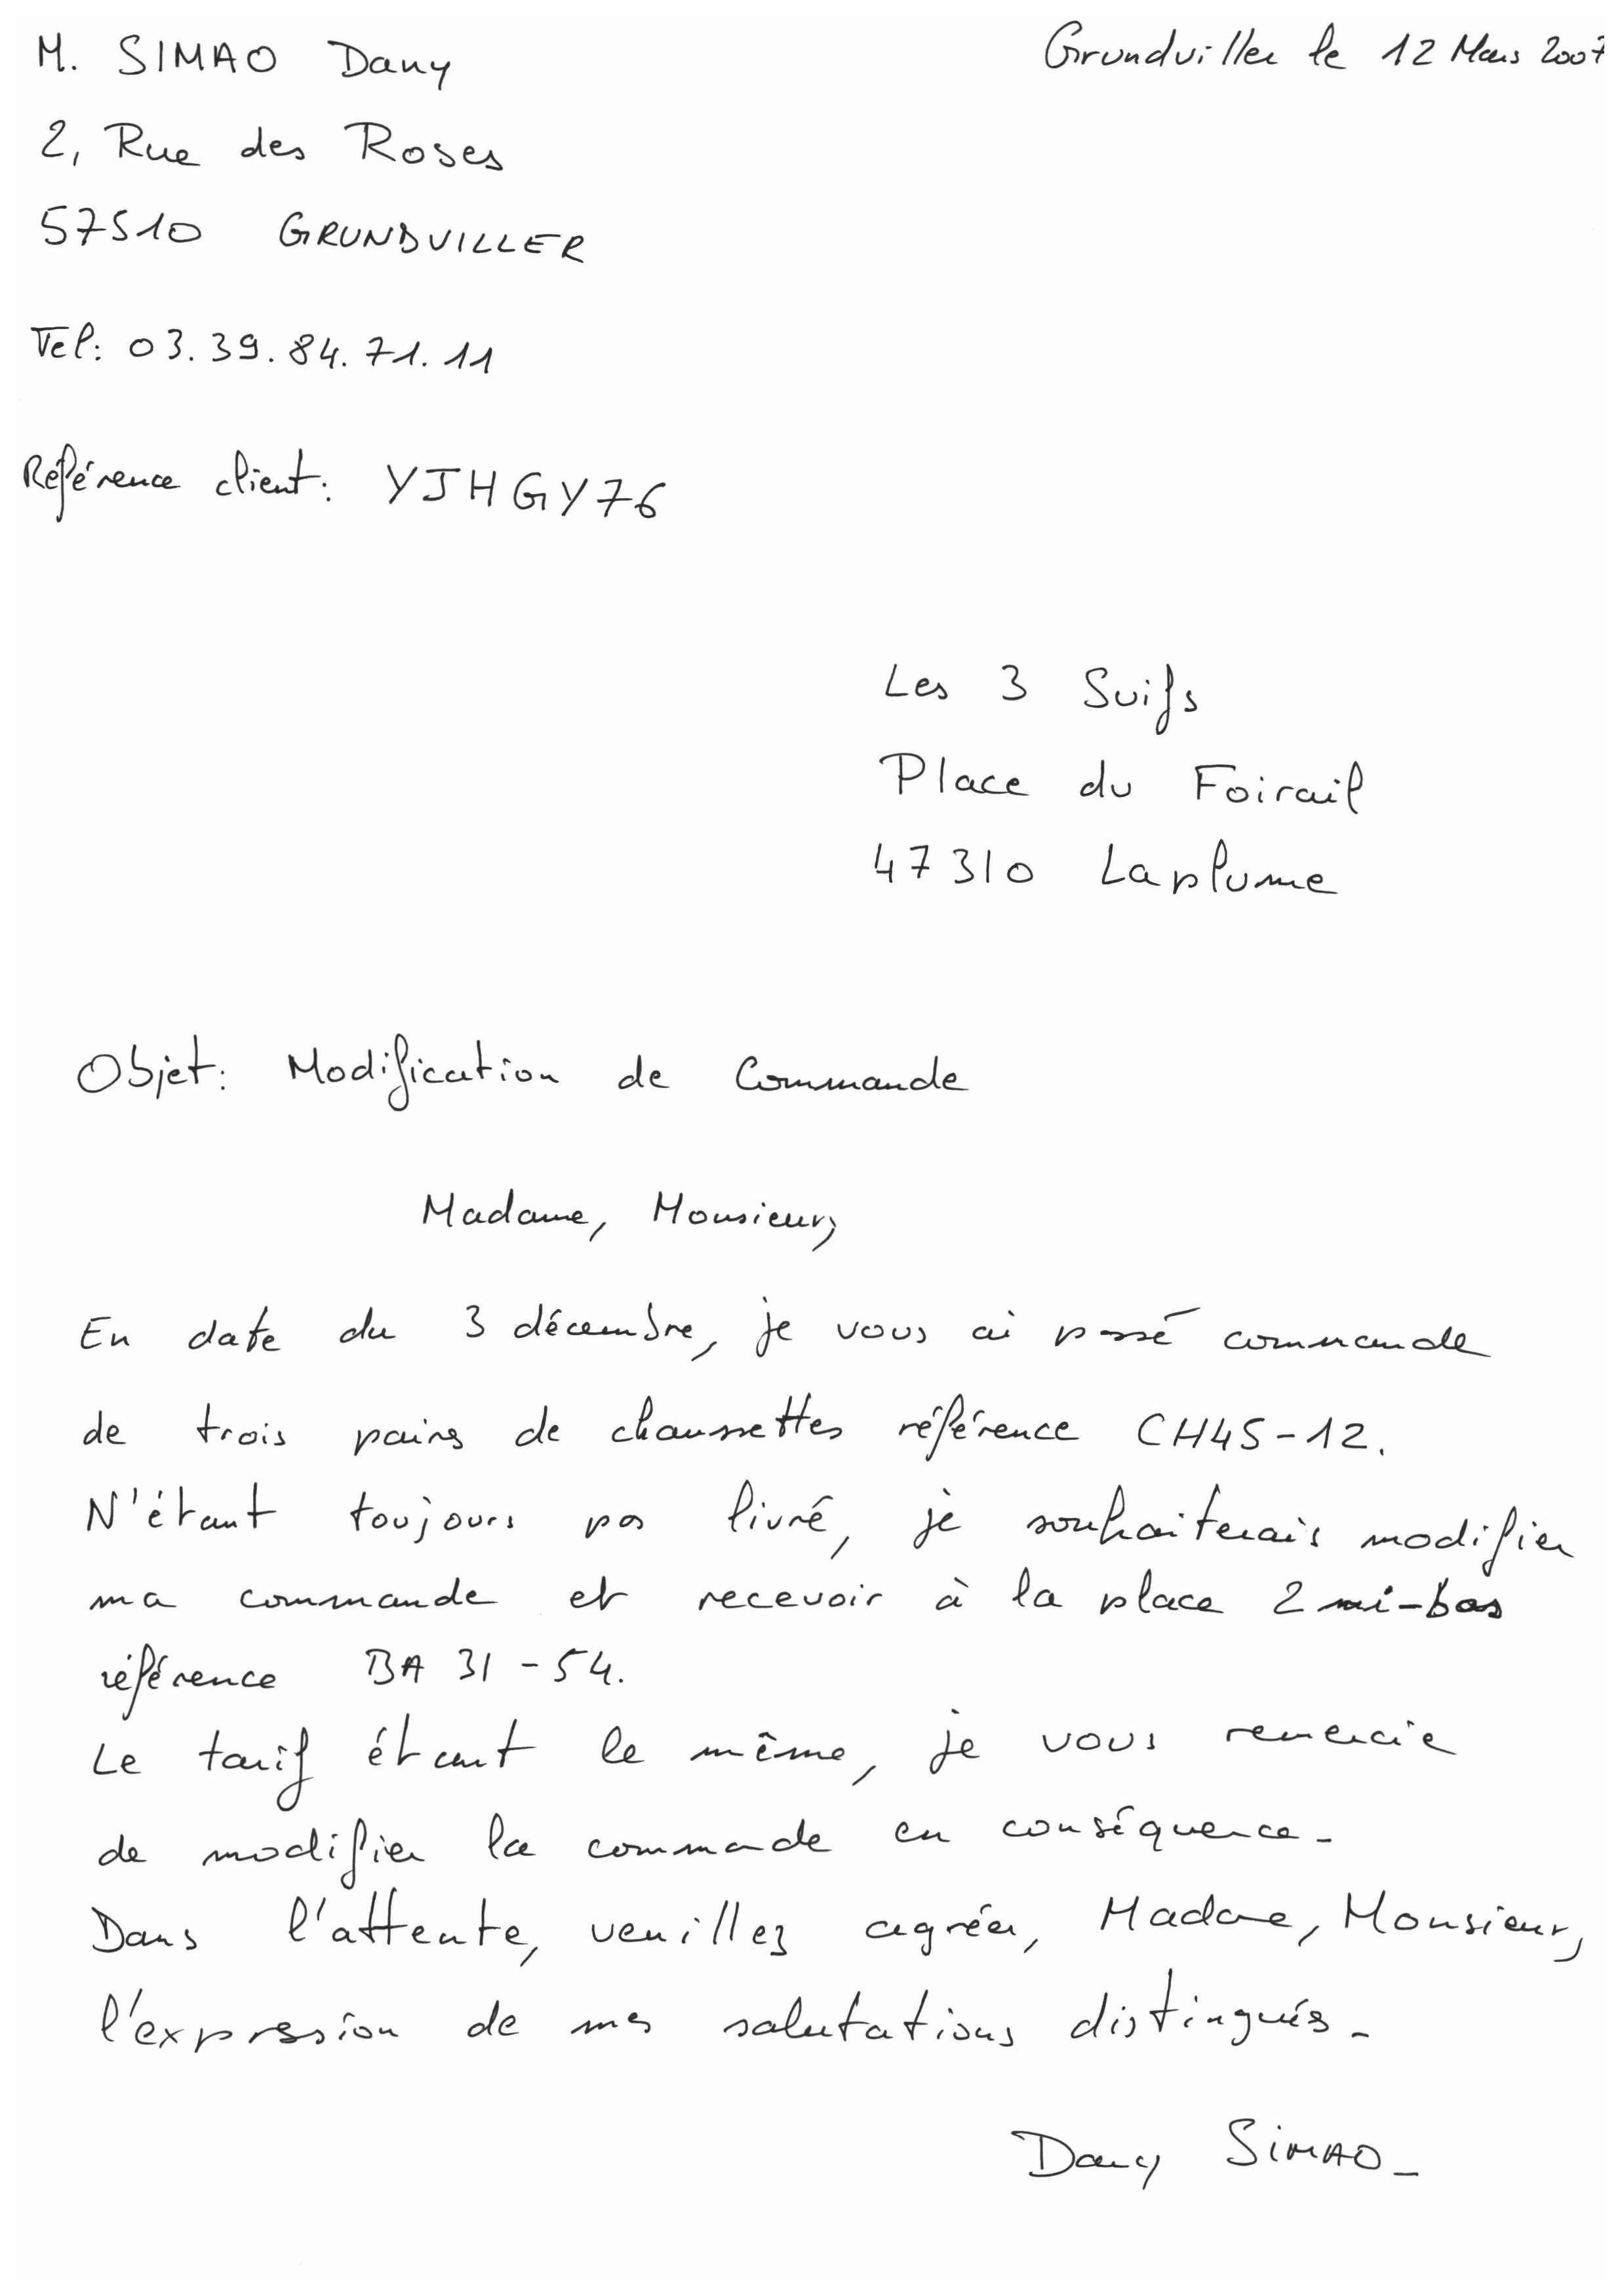 M. SIMAO Dany
Grundviller le 12 Mars 2007
2, Rue des Roses
57510 GRUNDVILLER
Tel: 03.39.84.71.11
Référence client: YJHGY76
Les 3 Suifs
Place du Foirail
47310 Laplume
Objet: Modification de Commande
Madame, Monsieur,
En date du 3 décembre, je vous ai passé commande
de trois paires de chaussettes référence CH45-12.
N'étant toujours pas livré, je souhaiterais modifier
ma commande et recevoir à la place 2 mi-bas
référence BA 31-54.
Le tarif étant le même, je vous remercie
de modifier la commande en conséquence.
Dans l'attente, veuillez agréer, Madame, Monsieur,
l'expression de mes salutations distingués.
Dany SIMAO